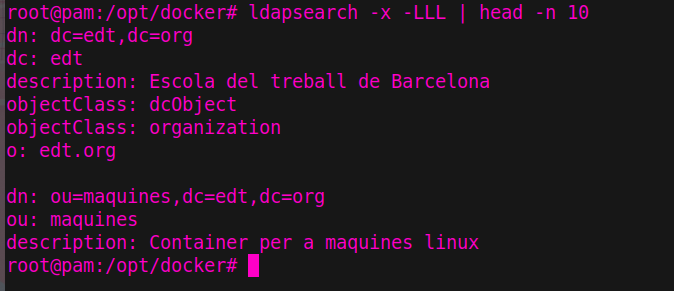 root@pam:/opt/docker# ldapsearch -x -LLL | head -n 10
dn: dc=edt,dc=org
dc: edt
description: Escola del treball de Barcelona
objectClass: dcObject
objectClass: organization
o: edt.org
dn: ou=maquines,dc=edt,dc=org
ou: maquines
description: Container per a maquines linux
root@pam:/opt/docker#